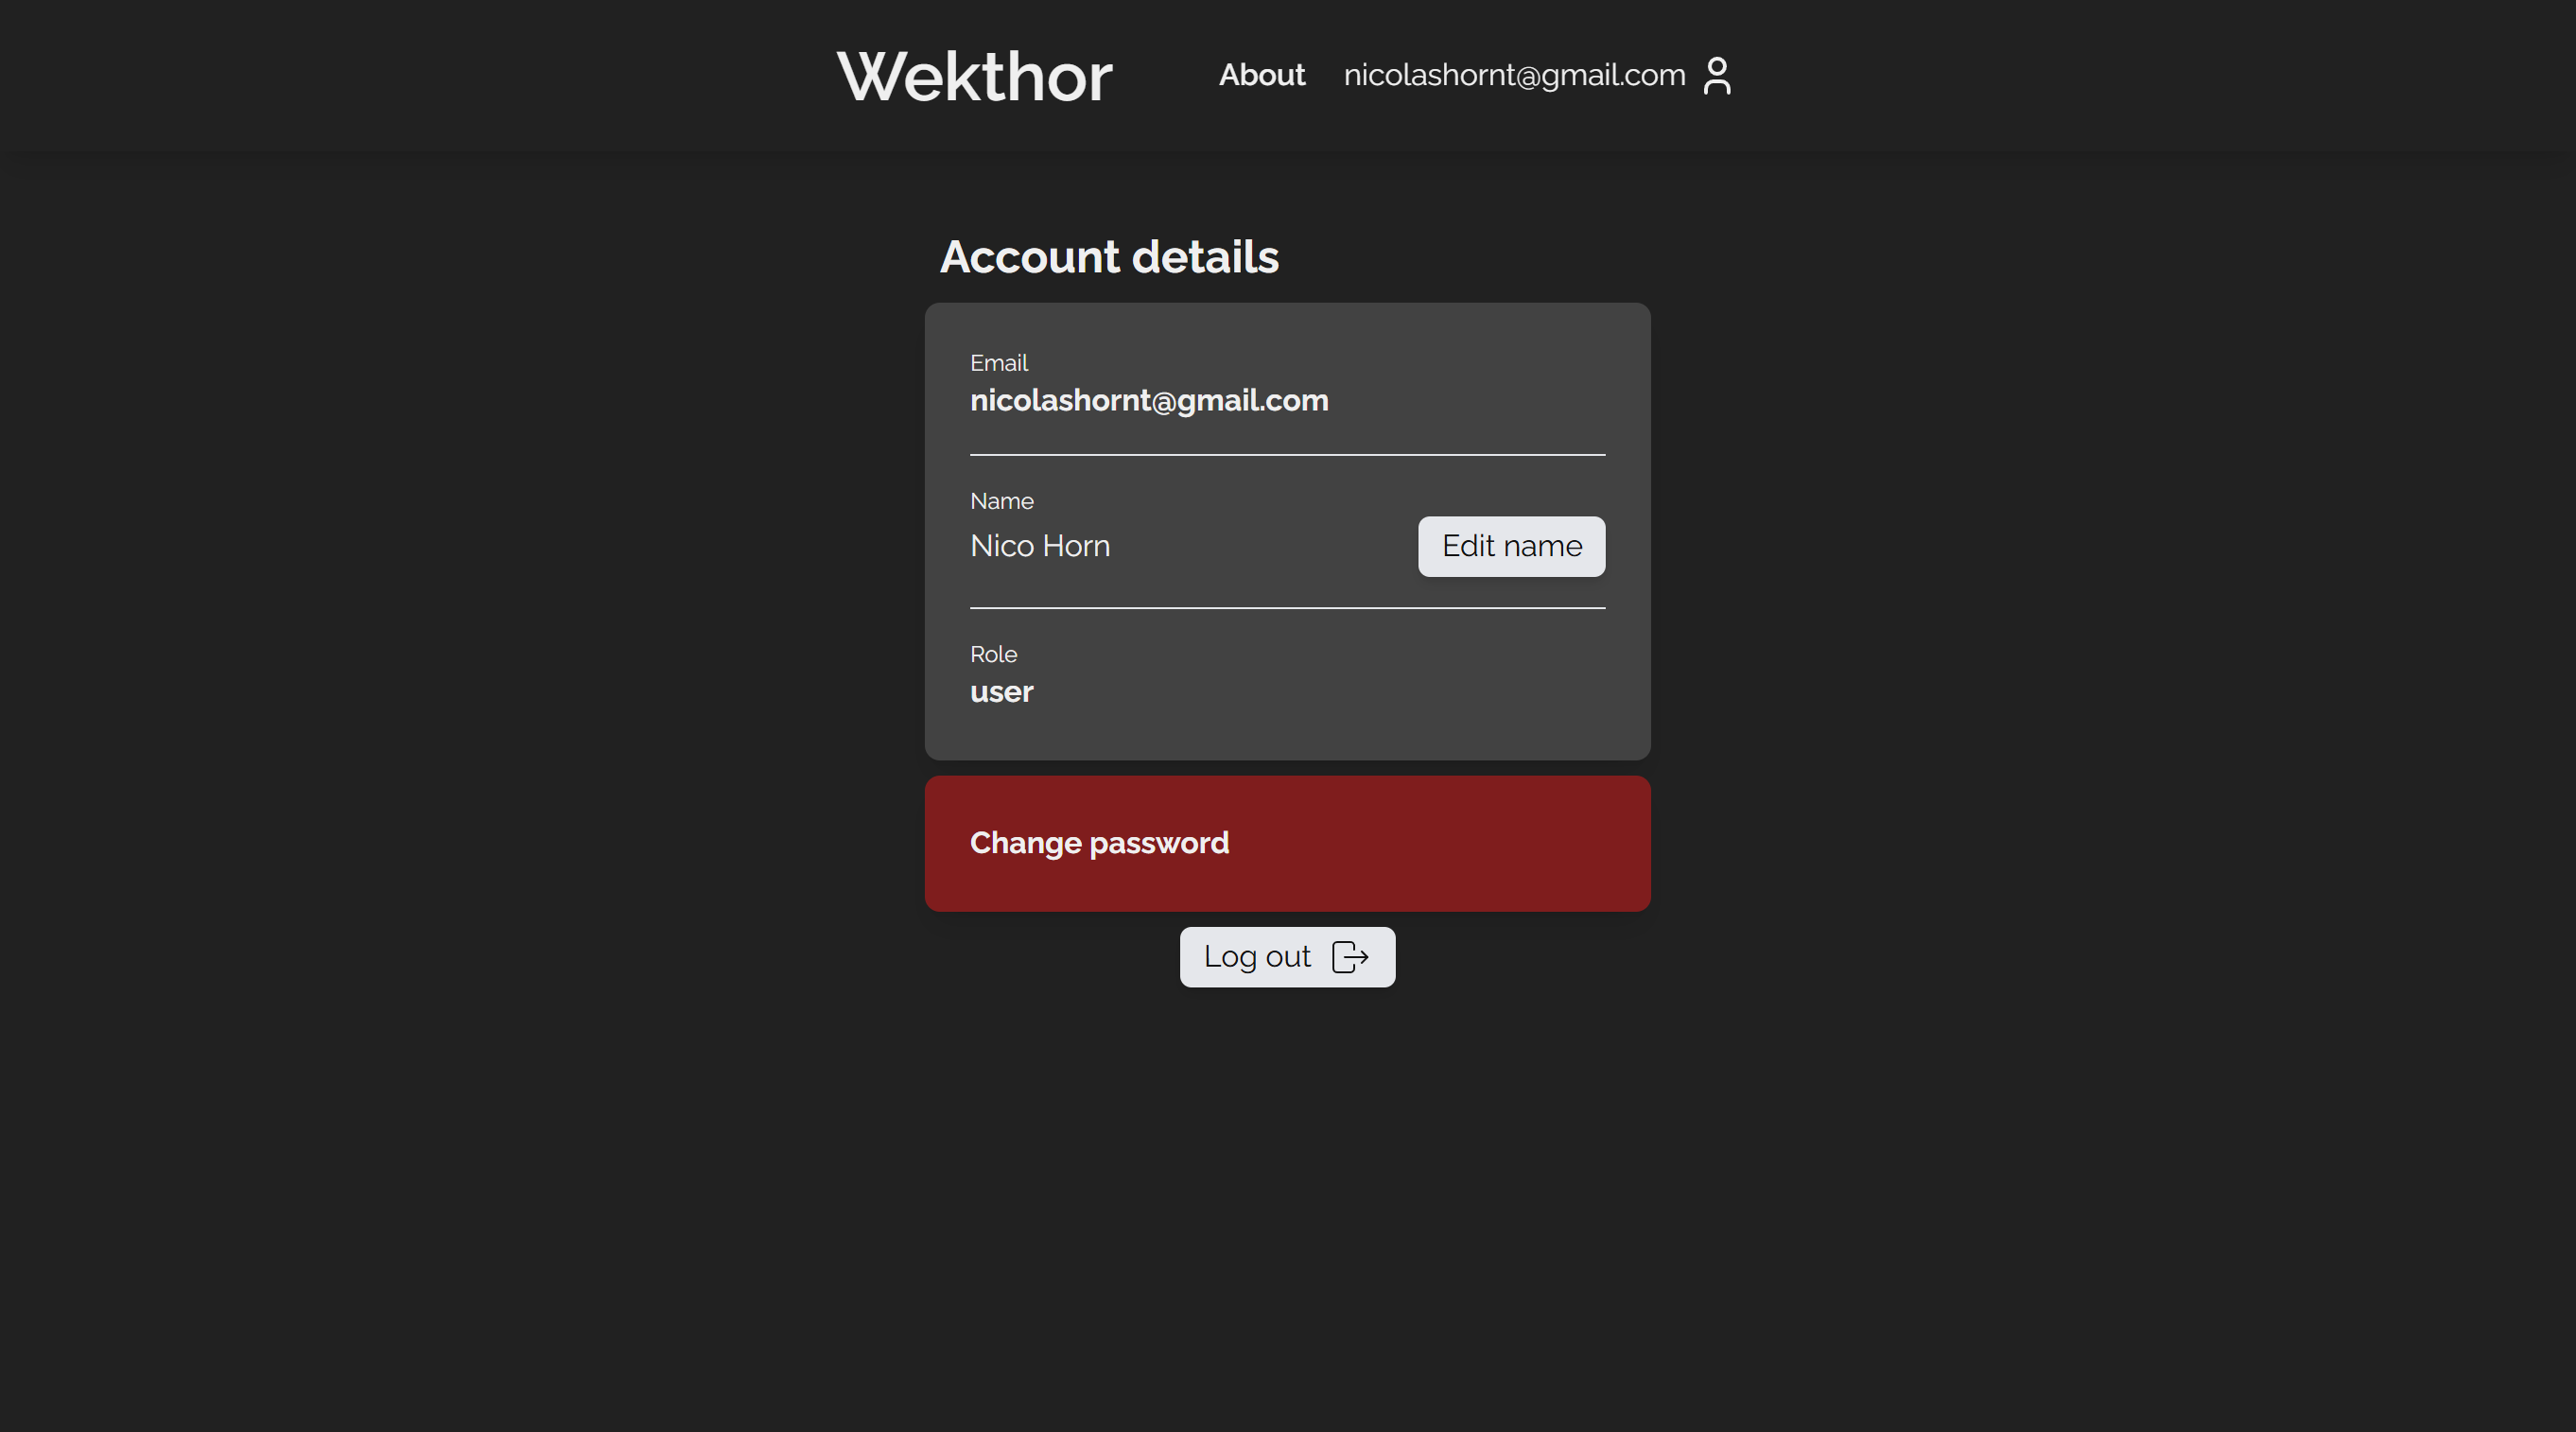 Wekthor
About
nicolashornt@gmail.com
Account details
Email
nicolashornt@gmail.com
Name
Nico Horn
Edit name
Role
user
Change password
Log out